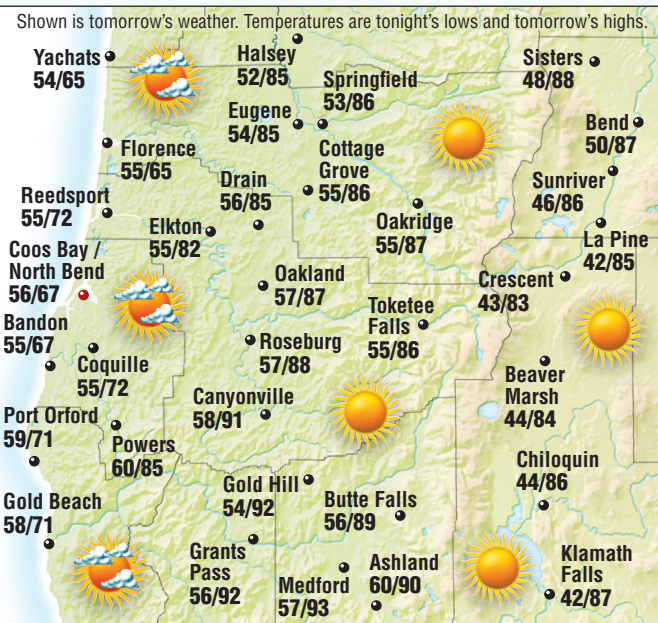 Shown is tomorrow's weather. Temperatures are tonight's lows and tomorrow's highs.
Yachats
54/65
Halsey
52/85
Springfield
53/86
Sisters
48/88
Eugene
54/85
Bend
50/87
Florence
55/65
Cottage
Grove
55/86
Sunriver
46/86
Drain
56/85
Reedsport
55/72
Elkton
55/82
Oakridge
55/87
La Pine
42/85
Coos Bay /
North Bend
56/67
Oakland
57/87
Crescent
43/83
Toketee
Falls
55/86
Bandon
55/67
Coquille
55/72
Roseburg
57/88
Beaver
Marsh
44/84
Canyonville
58/91
Port Orford
59/71
Powers
60/85
Chiloquin
44/86
Gold Hill
54/92
Butte Falls
56/89
Gold Beach
58/71
Grants
Pass
56/92
Medford
57/93
Ashland
60/90
Klamath
Falls
42/87